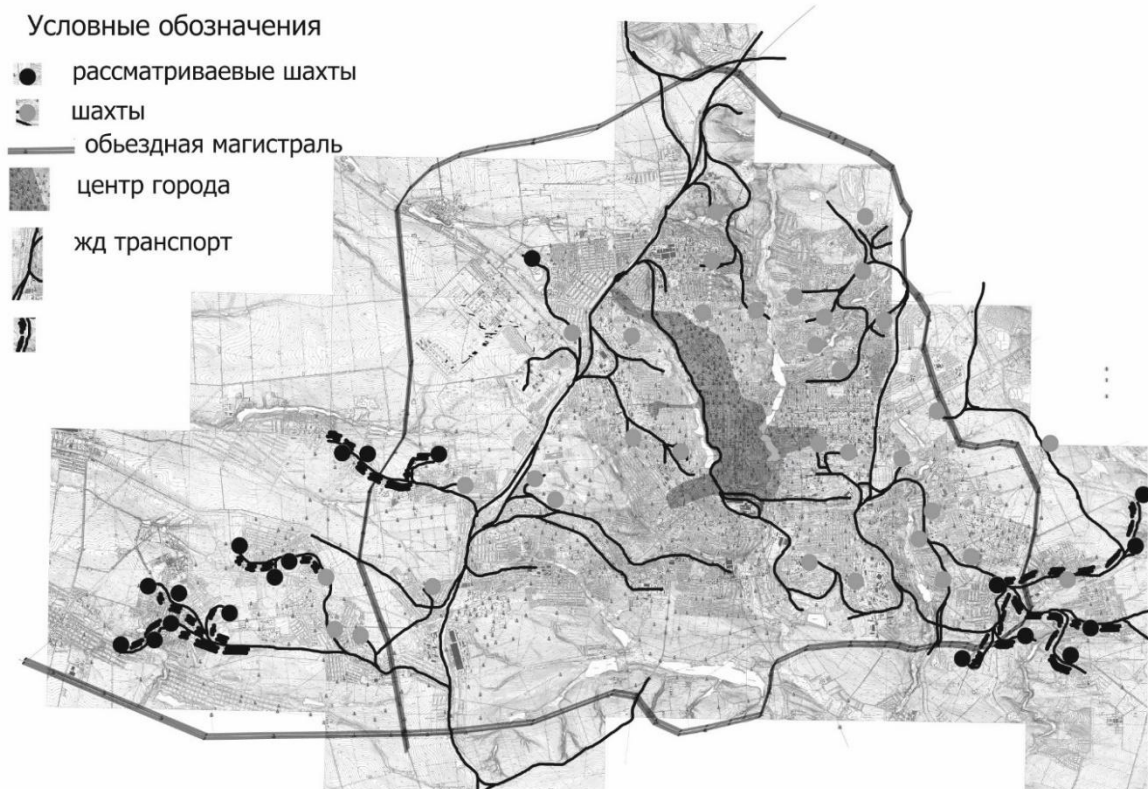 Условные обозначения
рассматриваевые шахты
шахты
обьездная магистраль
центр города
жд транспорт